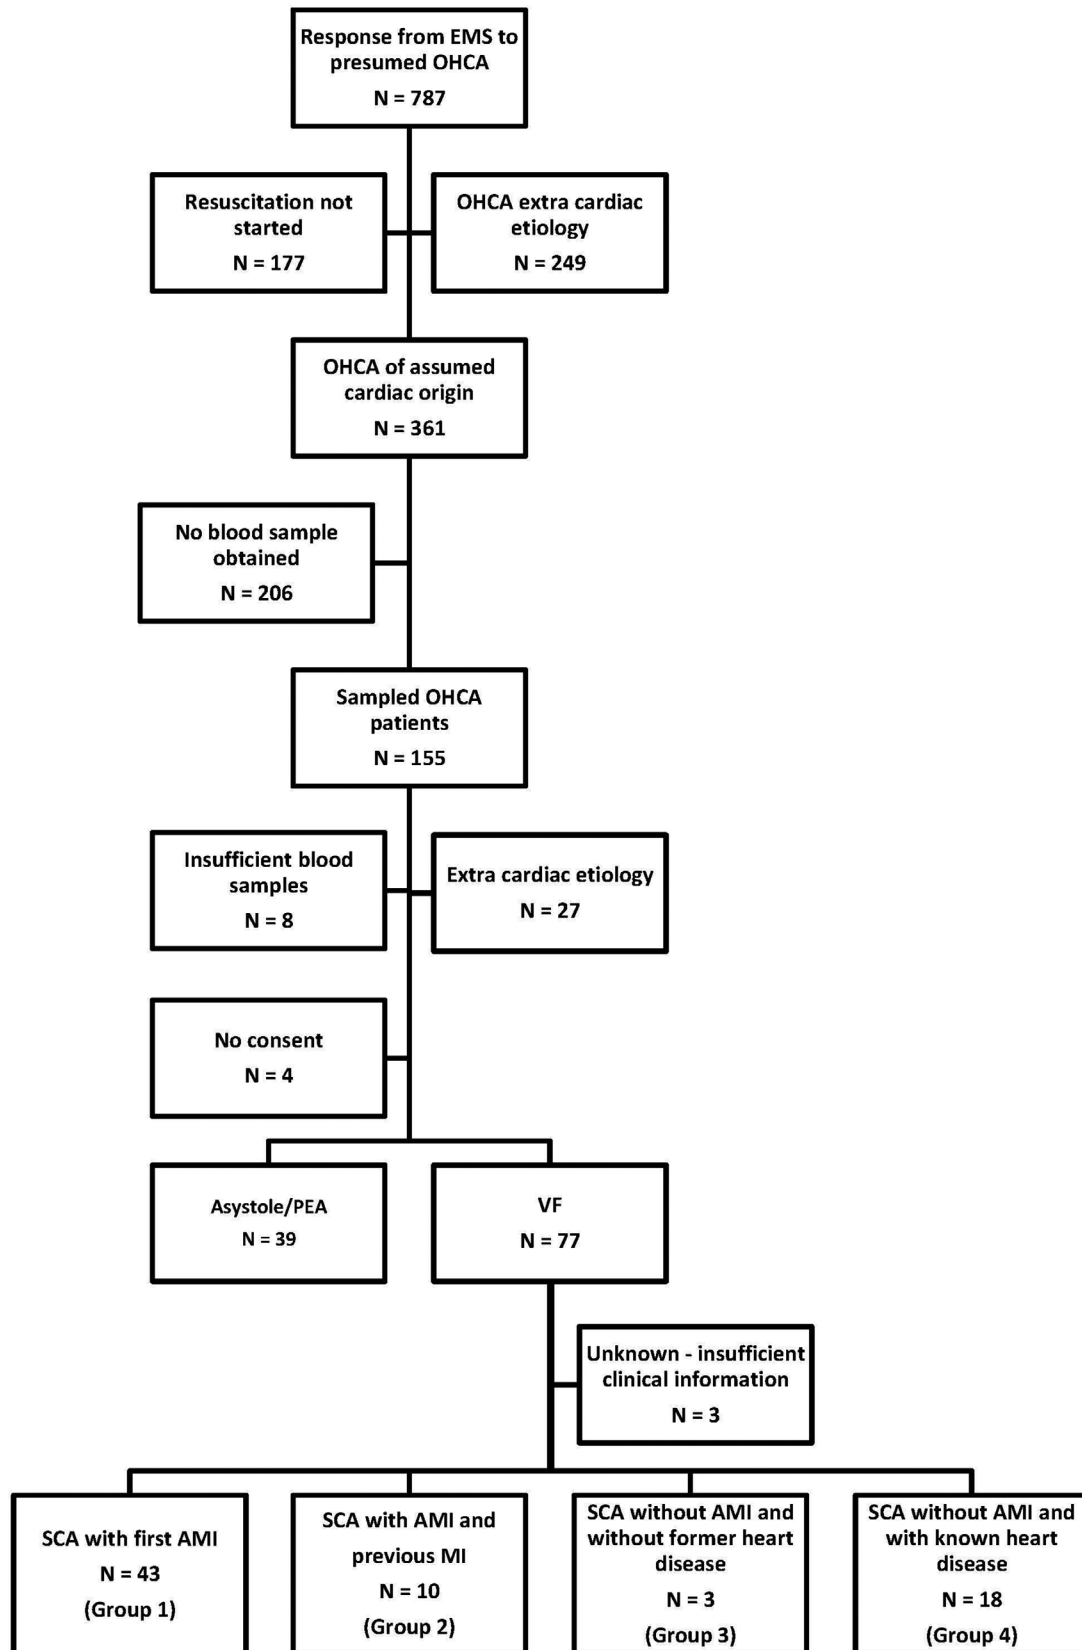 Response from EMS to
presumed OHCA
N = 787
Resuscitation not
started
N = 177
OHCA extra cardiac
etiology
N = 249
OHCA of assumed
cardiac origin
N = 361
No blood sample
obtained
N = 206
Sampled OHCA
patients
N = 155
Insufficient blood
samples
N = 8
Extra cardiac etiology
N = 27
No consent
N = 4
Asystole/PEA
N = 39
VF
N = 77
Unknown - insufficient
clinical information
N = 3
SCA with first AMI
N = 43
(Group 1)
SCA with AMI and
previous MI
N = 10
(Group 2)
SCA without AMI and
without former heart
disease
N = 3
(Group 3)
SCA without AMI and
with known heart
disease
N = 18
(Group 4)